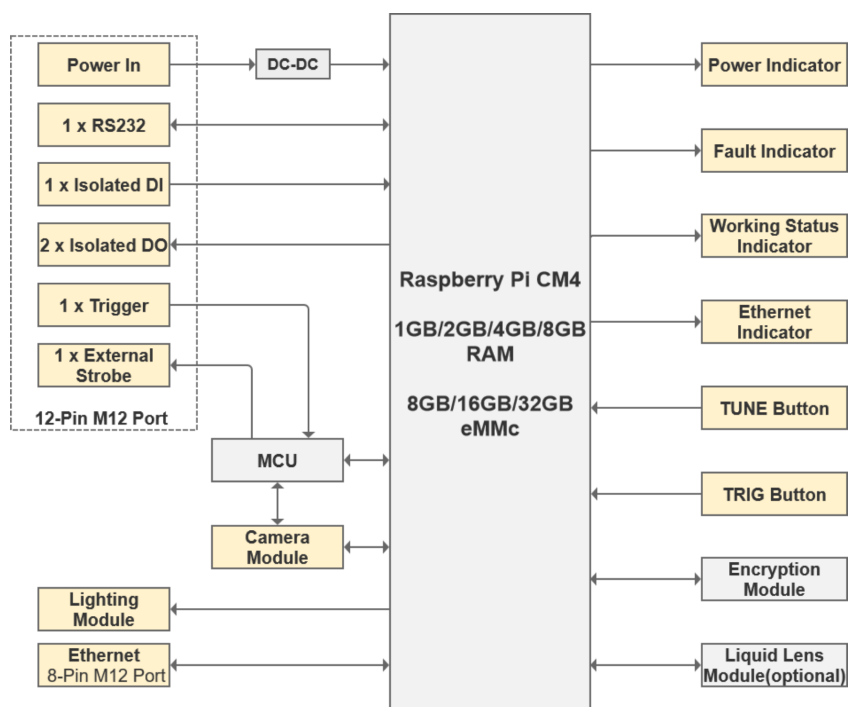 Power In
DC-DC
1 x RS232
1 x Isolated DI
2 x Isolated DO
1 x Trigger
1 x External
Strobe
12-Pin M12 Port
MCU
Camera
Module
Lighting
Module
Ethernet
8-Pin M12 Port
Raspberry Pi CM4
1GB/2GB/4GB/8GB
RAM
8GB/16GB/32GB
eMMc
Power Indicator
Fault Indicator
Working Status
Indicator
Ethernet
Indicator
TUNE Button
TRIG Button
Encryption
Module
Liquid Lens
Module(optional)